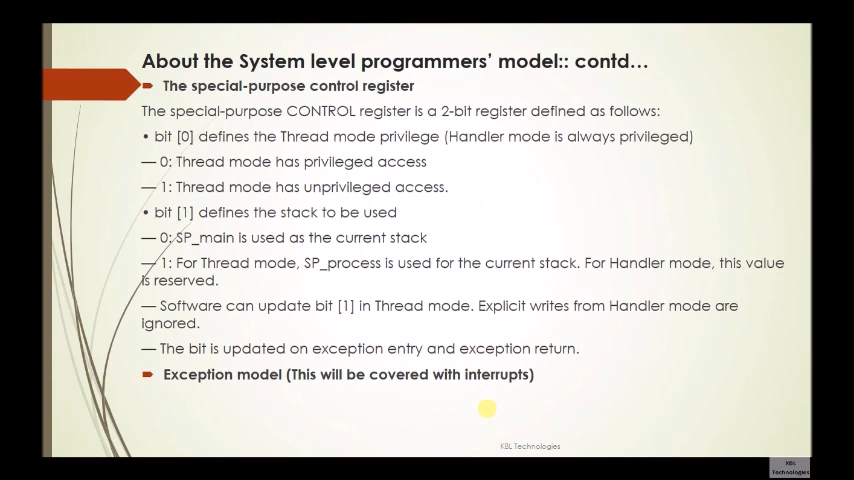 About the System level programmers' model:: contd...
The special-purpose control register
The special-purpose CONTROL register is a 2-bit register defined as follows:
• bit [0] defines the Thread mode privilege (Handler mode is always privileged)
— 0: Thread mode has privileged access
— 1: Thread mode has unprivileged access.
• bit [1] defines the stack to be used
— 0: SP_main is used as the current stack
— 1: For Thread mode, SP_process is used for the current stack. For Handler mode, this value
is reserved.
— Software can update bit [1] in Thread mode. Explicit writes from Handler mode are
ignored.
— The bit is updated on exception entry and exception return.
Exception model (This will be covered with interrupts)
KBL Technologies
KBL
Technologies